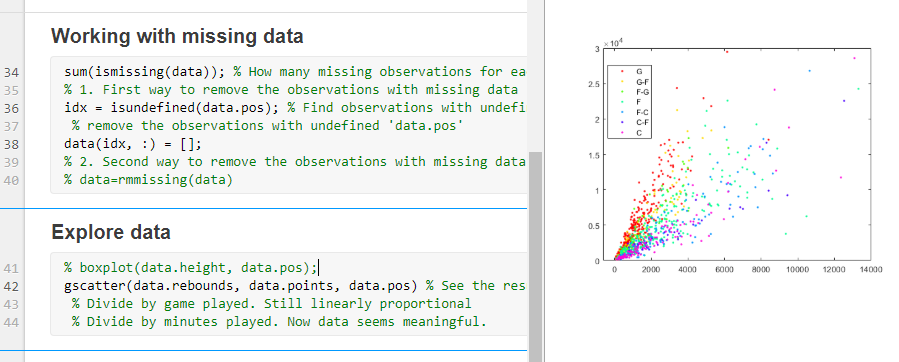 Working with missing data
34 sum(ismissing(data)); % How many missing observations for ea
35 % 1. First way to remove the observations with missing data
36 idx = isundefined(data.pos); % Find observations with undefi
37 % remove the observations with undefined 'data.pos'
38 data(idx, :) = [];
39 % 2. Second way to remove the observations with missing data
40 % data=rmmissing(data)
Explore data
41 % boxplot(data.height, data.pos);
42 gscatter(data.rebounds, data.points, data.pos) % See the res
43 % Divide by game played. Still linearly proportional
44 % Divide by minutes played. Now data seems meaningful.
× 10^4
3
2.5
2
1.5
1
0.5
0
G
G-F
F-G
F
F-C
C-F
C
0 2000 4000 6000 8000 10000 12000 14000